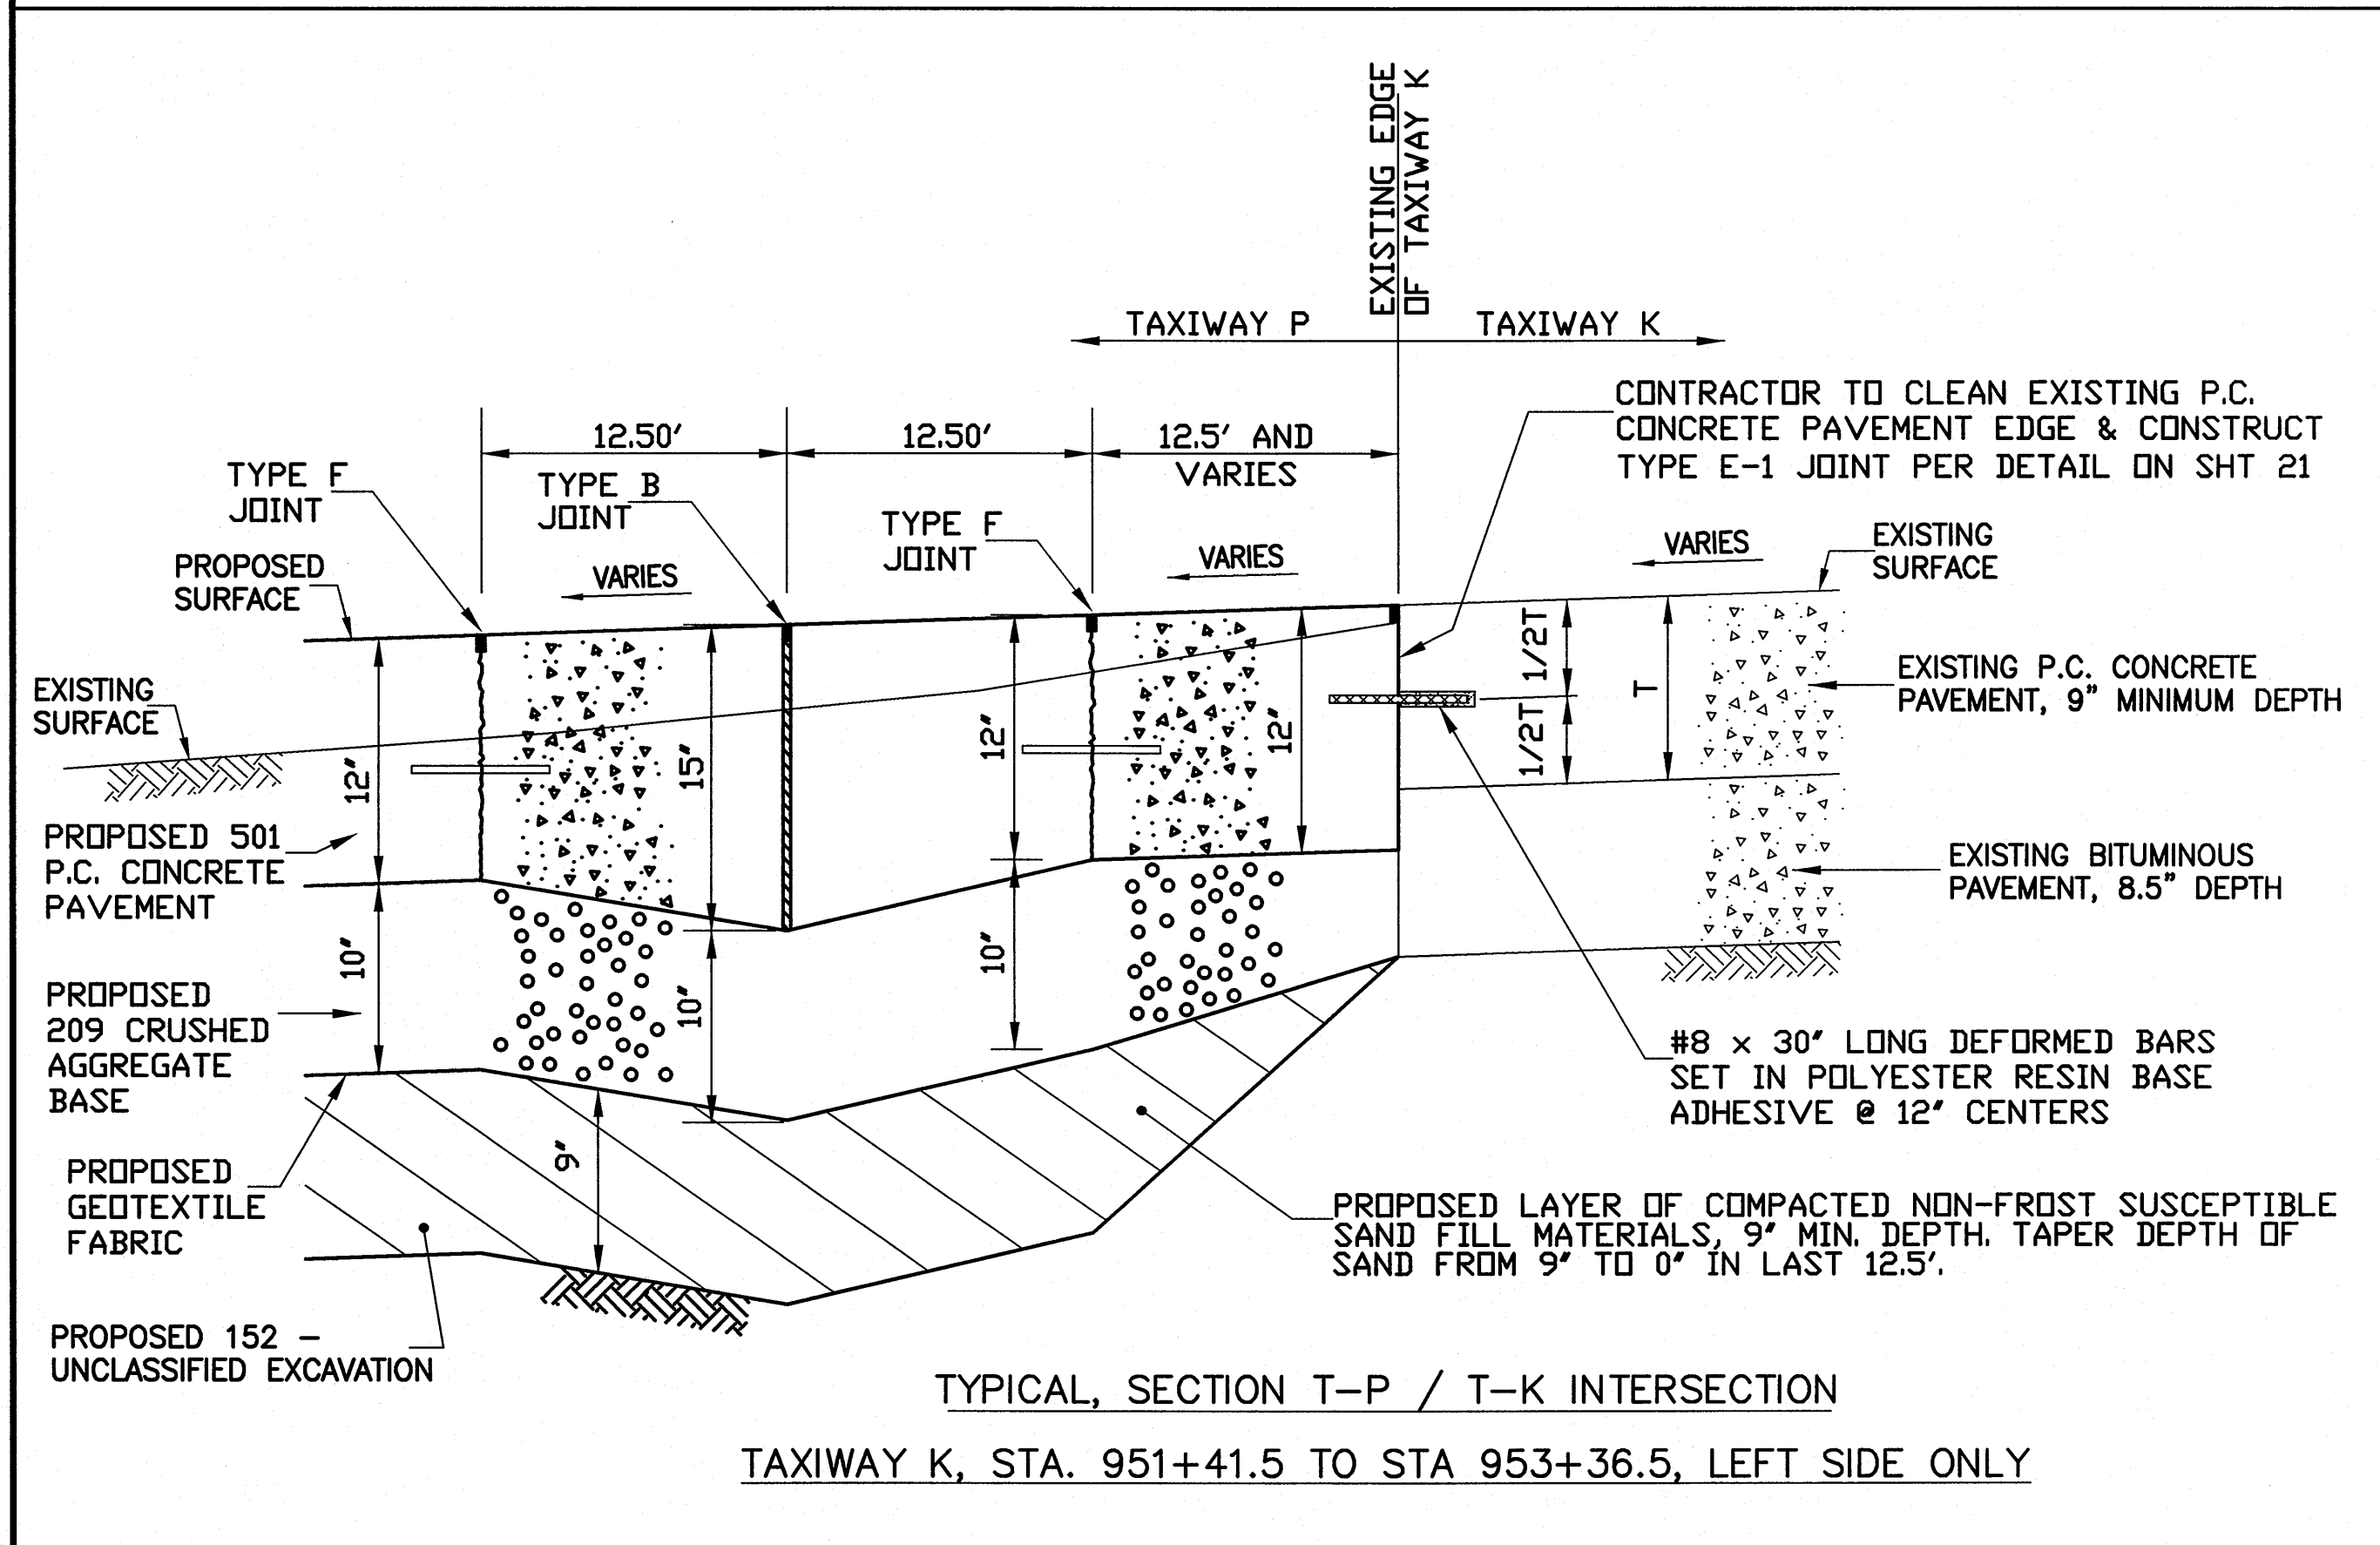 EXISTING EDGE
OF TAXIWAY K
TAXIWAY P
TAXIWAY K
CONTRACTOR TO CLEAN EXISTING P.C.
CONCRETE PAVEMENT EDGE & CONSTRUCT
TYPE E-1 JOINT PER DETAIL ON SHT 21
12.50'
12.50'
12.5' AND
VARIES
TYPE F
JOINT
TYPE B
JOINT
TYPE F
JOINT
VARIES
VARIES
VARIES
EXISTING
SURFACE
PROPOSED
SURFACE
EXISTING
SURFACE
12"
15"
12"
12"
1/2T
1/2T
T
EXISTING P.C. CONCRETE
PAVEMENT, 9" MINIMUM DEPTH
PROPOSED 501
P.C. CONCRETE
PAVEMENT
EXISTING BITUMINOUS
PAVEMENT, 8.5" DEPTH
10"
10"
10"
PROPOSED
209 CRUSHED
AGGREGATE
BASE
#8 x 30" LONG DEFORMED BARS
SET IN POLYESTER RESIN BASE
ADHESIVE @ 12" CENTERS
9"
PROPOSED
GEOTEXTILE
FABRIC
PROPOSED LAYER OF COMPACTED NON-FROST SUSCEPTIBLE
SAND FILL MATERIALS, 9" MIN. DEPTH. TAPER DEPTH OF
SAND FROM 9" TO 0" IN LAST 12.5'.
PROPOSED 152 -
UNCLASSIFIED EXCAVATION
TYPICAL, SECTION T-P / T-K INTERSECTION
TAXIWAY K, STA. 951+41.5 TO STA 953+36.5, LEFT SIDE ONLY